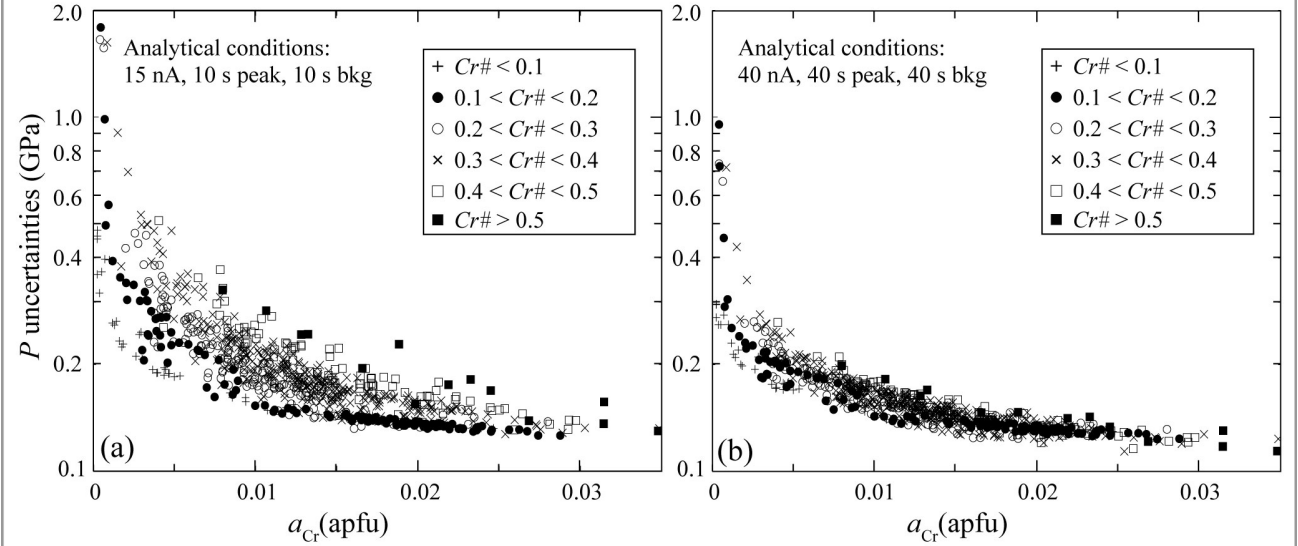 2.0
1.0
0.8
0.6
0.4
0.2
0.1
P uncertainties (GPa)
Analytical conditions:
15 nA, 10 s peak, 10 s bkg
Cr# < 0.1
0.1 < Cr# < 0.2
0.2 < Cr# < 0.3
0.3 < Cr# < 0.4
0.4 < Cr# < 0.5
Cr# > 0.5
(a)
0 0.01 0.02 0.03
aCr(apfu)
2.0
1.0
0.8
0.6
0.4
0.2
0.1
Analytical conditions:
40 nA, 40 s peak, 40 s bkg
Cr# < 0.1
0.1 < Cr# < 0.2
0.2 < Cr# < 0.3
0.3 < Cr# < 0.4
0.4 < Cr# < 0.5
Cr# > 0.5
(b)
0 0.01 0.02 0.03
aCr(apfu)